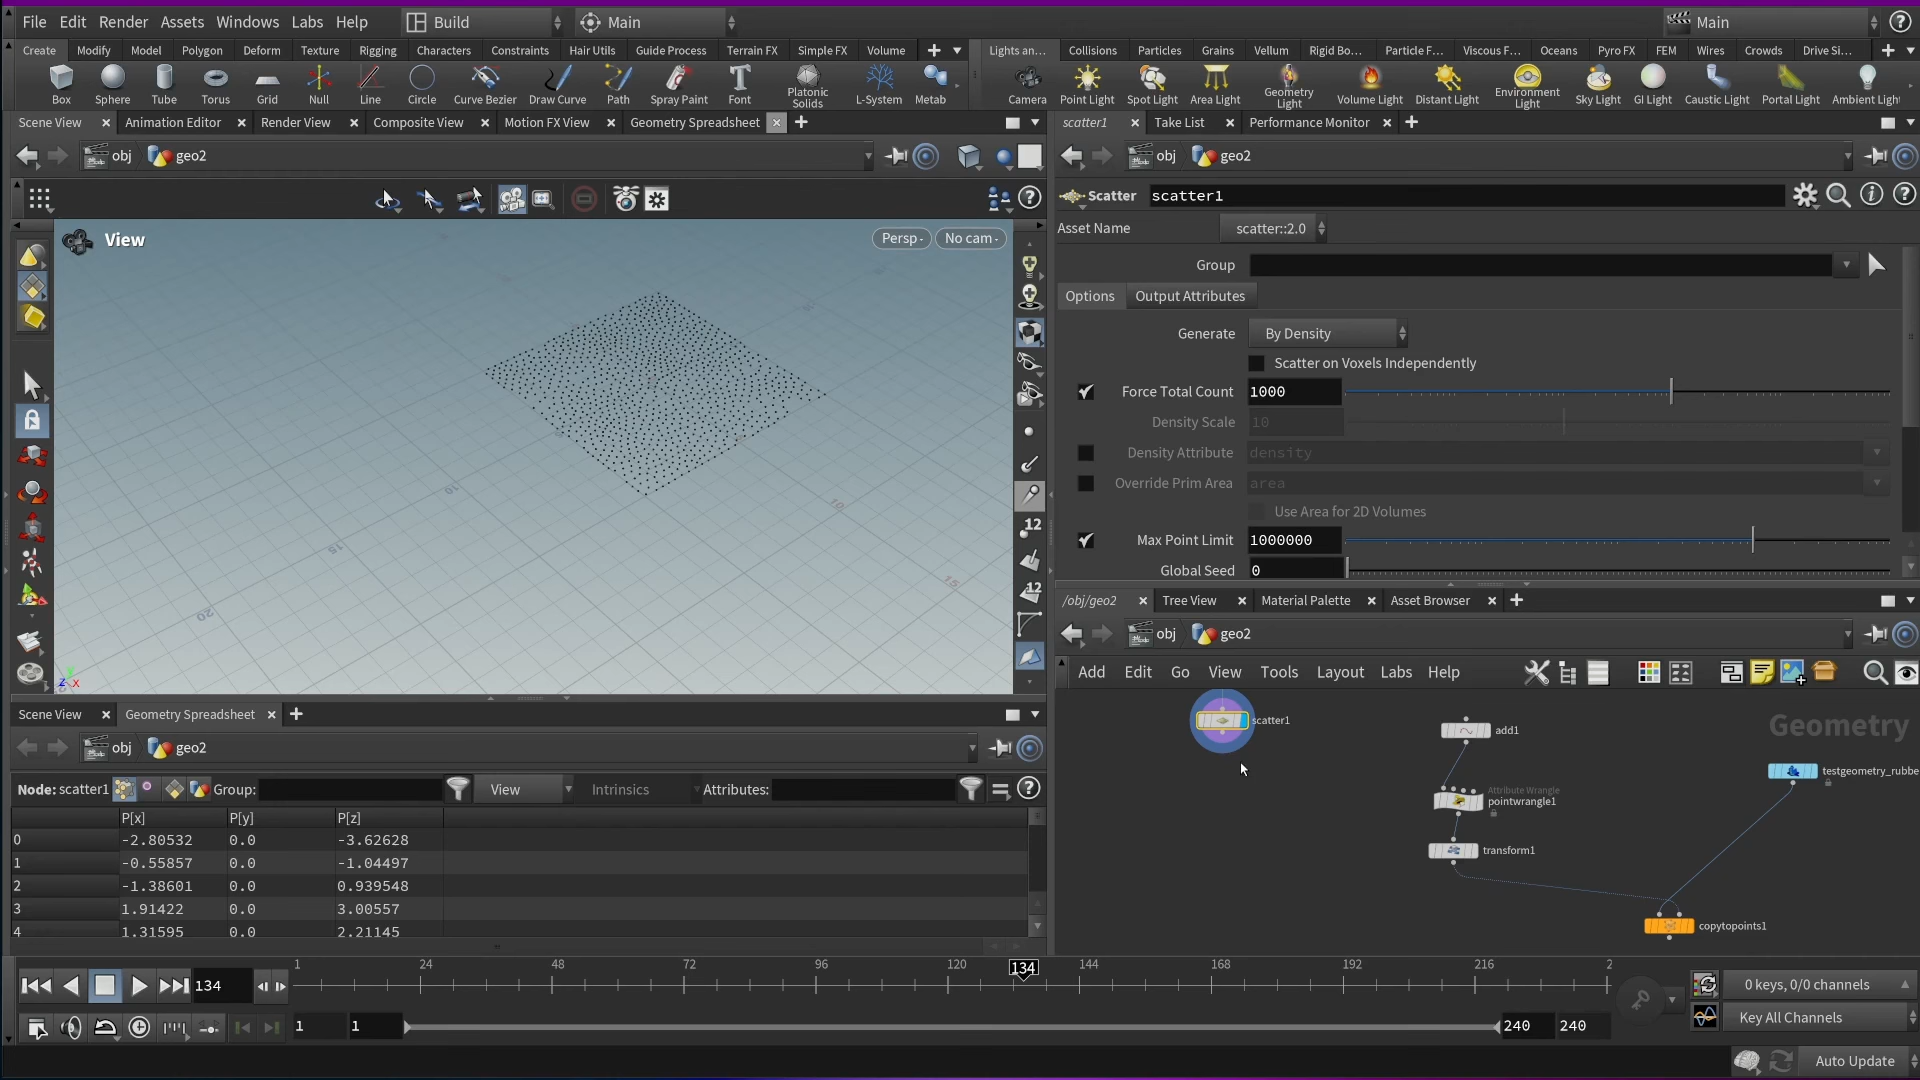 File Edit Render Assets Windows Labs Help Build Main Main
Create Modify Model Polygon Deform Texture Rigging Characters Constraints Hair Utils Guide Process Terrain FX Simple FX Volume Lights an... Collisions Particles Grains Vellum Rigid Bo... Particle F... Viscous F... Oceans Pyro FX FEM Wires Crowds Drive Si...
Box Sphere Tube Torus Grid Null Line Circle Curve Bezier Draw Curve Path Spray Paint Font Platonic Solids L-System Metab Camera Point Light Spot Light Area Light Geometry Light Volume Light Distant Light Environment Light Sky Light GI Light Caustic Light Portal Light Ambient Light
Scene View Animation Editor Render View Composite View Motion FX View Geometry Spreadsheet
obj geo2
View
Persp No cam
10
15
20
10
15
12
12
z x
scatter1 Take List Performance Monitor
obj geo2
Scatter scatter1
Asset Name scatter::2.0
Group
Options Output Attributes
Generate By Density
Scatter on Voxels Independently
Force Total Count 1000
Density Scale 10
Density Attribute density
Override Prim Area area
Use Area for 2D Volumes
Max Point Limit 1000000
Global Seed 0
/obj/geo2 Tree View Material Palette Asset Browser
obj geo2
Add Edit Go View Tools Layout Labs Help
Geometry
scatter1
add1
Attribute Wrangle
pointwrangle1
transform1
testgeometry_rubbe
copytopoints1
Scene View Geometry Spreadsheet
obj geo2
Node: scatter1 Group: View Intrinsics Attributes:
P[x] P[y] P[z]
0 -2.80532 0.0 -3.62628
1 -0.55857 0.0 -1.04497
2 -1.38601 0.0 0.939548
3 1.91422 0.0 3.00557
4 1.31595 0.0 2.21145
134 1 24 48 72 96 120 134 144 168 192 216 2
0 keys, 0/0 channels
1 1 240 240
Key All Channels
Auto Update